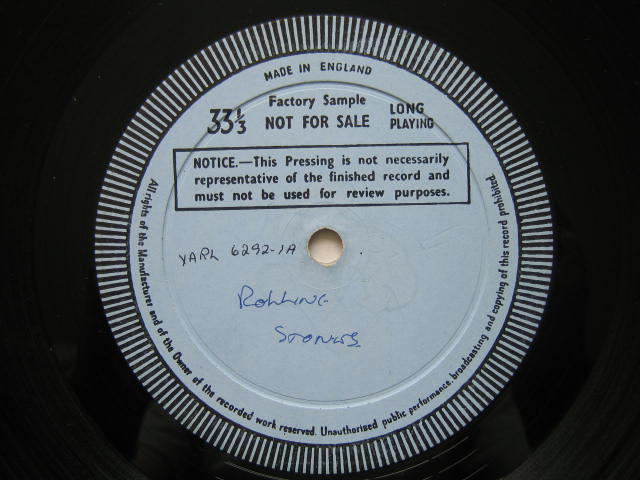 MADE IN ENGLAND
33⅓
Factory Sample
NOT FOR SALE
LONG
PLAYING
NOTICE.—This Pressing is not necessarily
representative of the finished record and
must not be used for review purposes.
XARL 6292-1A
Rolling
Stones
All rights of the Manufacturer and of the Owner of the recorded work reserved. Unauthorised public performance, broadcasting and copying of this record prohibited.